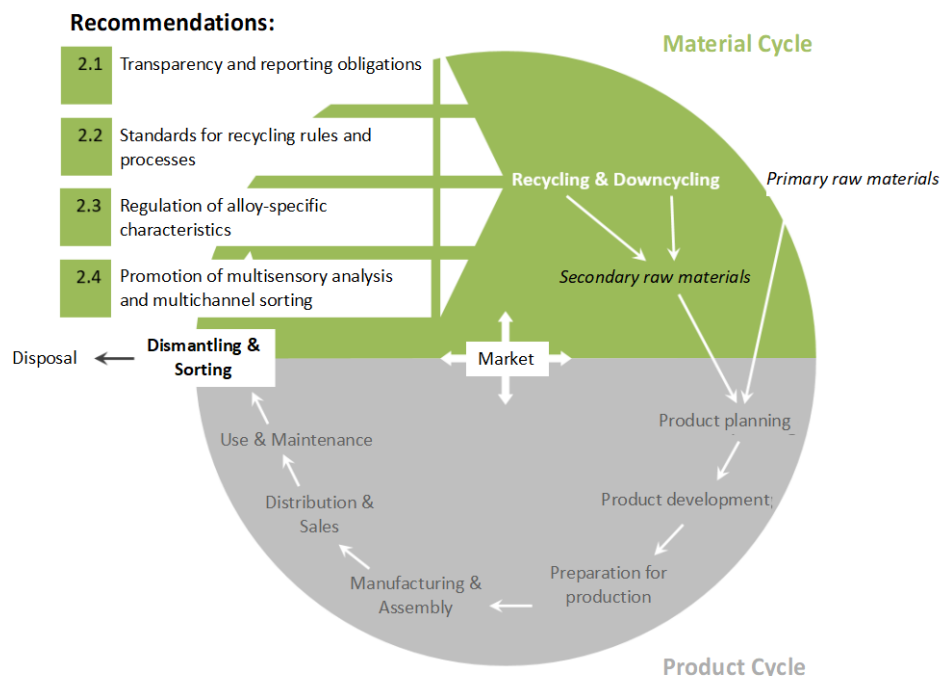 Recommendations:
Material Cycle
2.1 Transparency and reporting obligations
2.2 Standards for recycling rules and
processes
2.3 Regulation of alloy-specific
characteristics
2.4 Promotion of multisensory analysis
and multichannel sorting
Recycling & Downcycling
Primary raw materials
Secondary raw materials
Disposal
Dismantling &
Sorting
Market
Product planning
Use & Maintenance
Product development
Distribution &
Sales
Preparation for
production
Manufacturing &
Assembly
Product Cycle